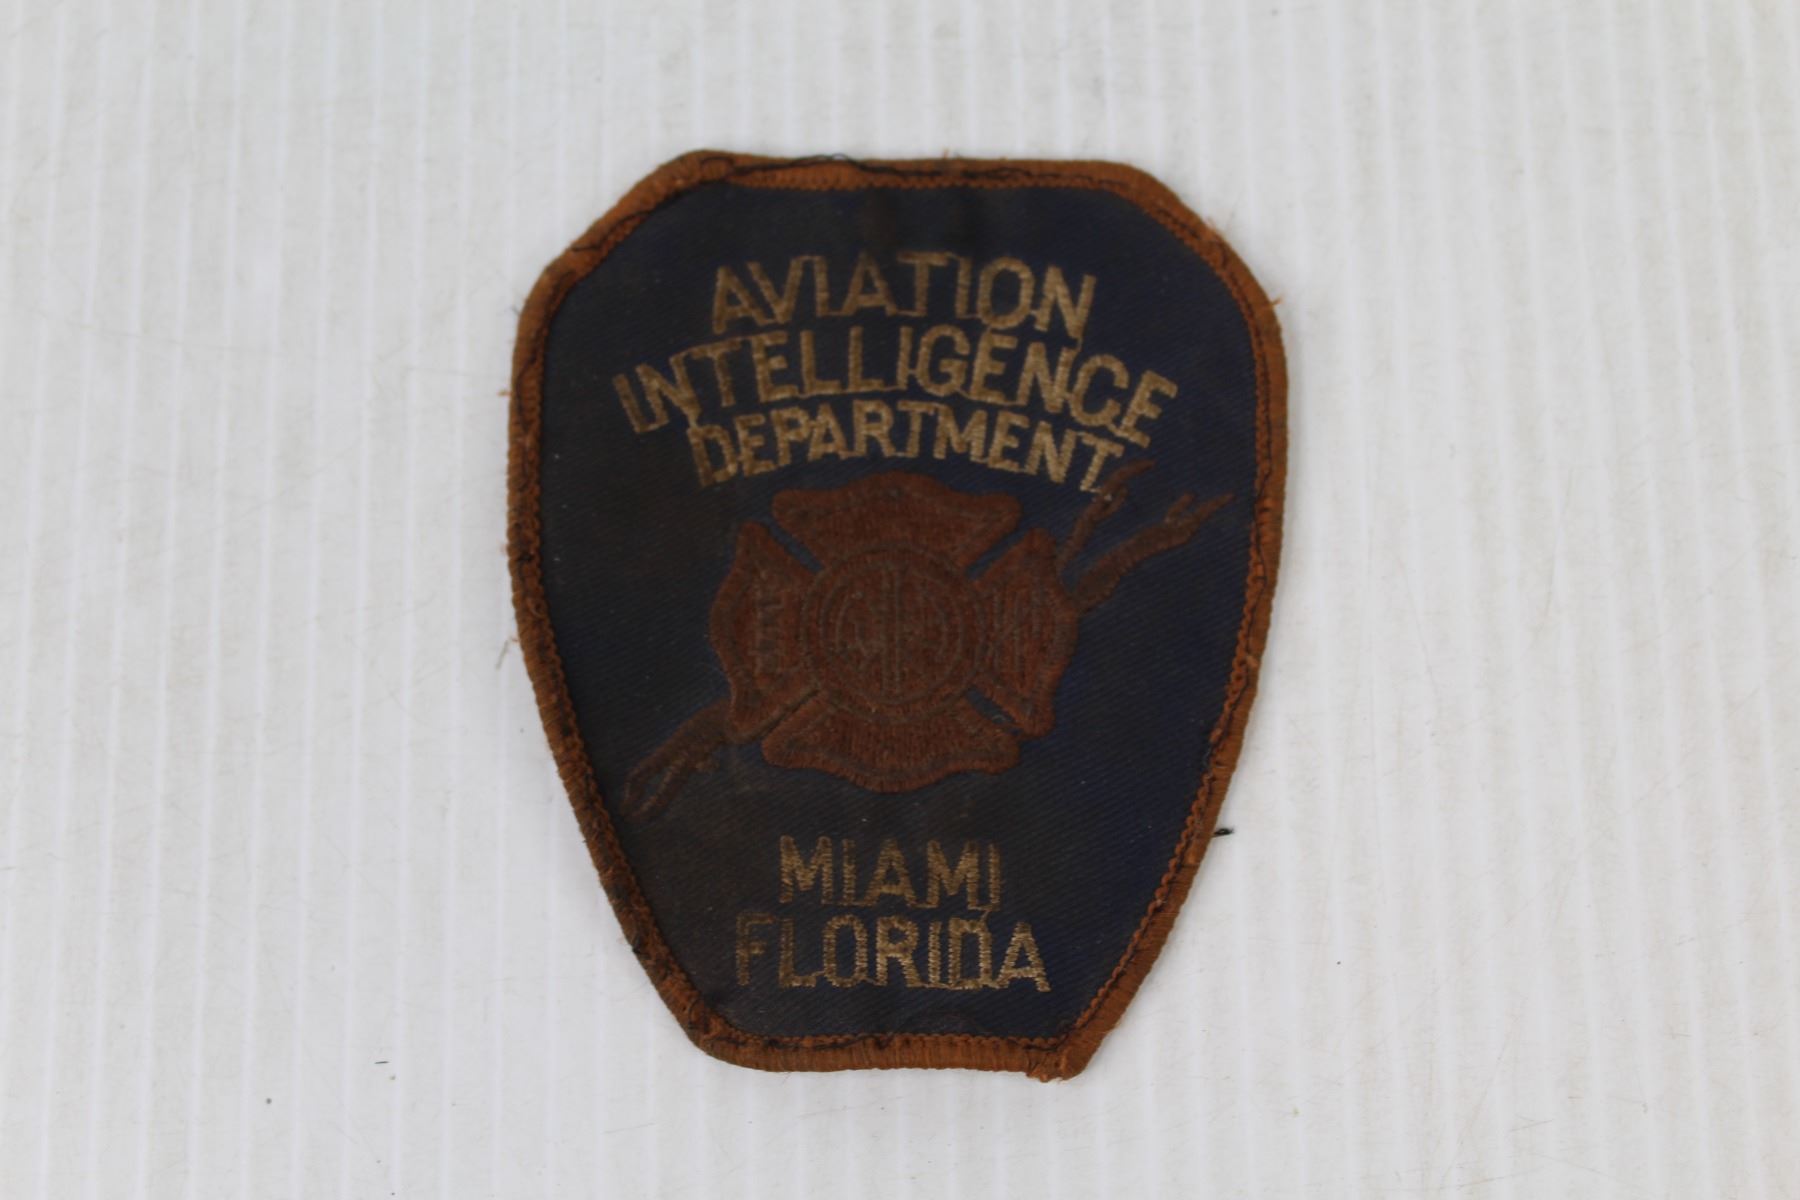 AVIATION
INTELLIGENCE
DEPARTMENT
MIAMI
FLORIDA